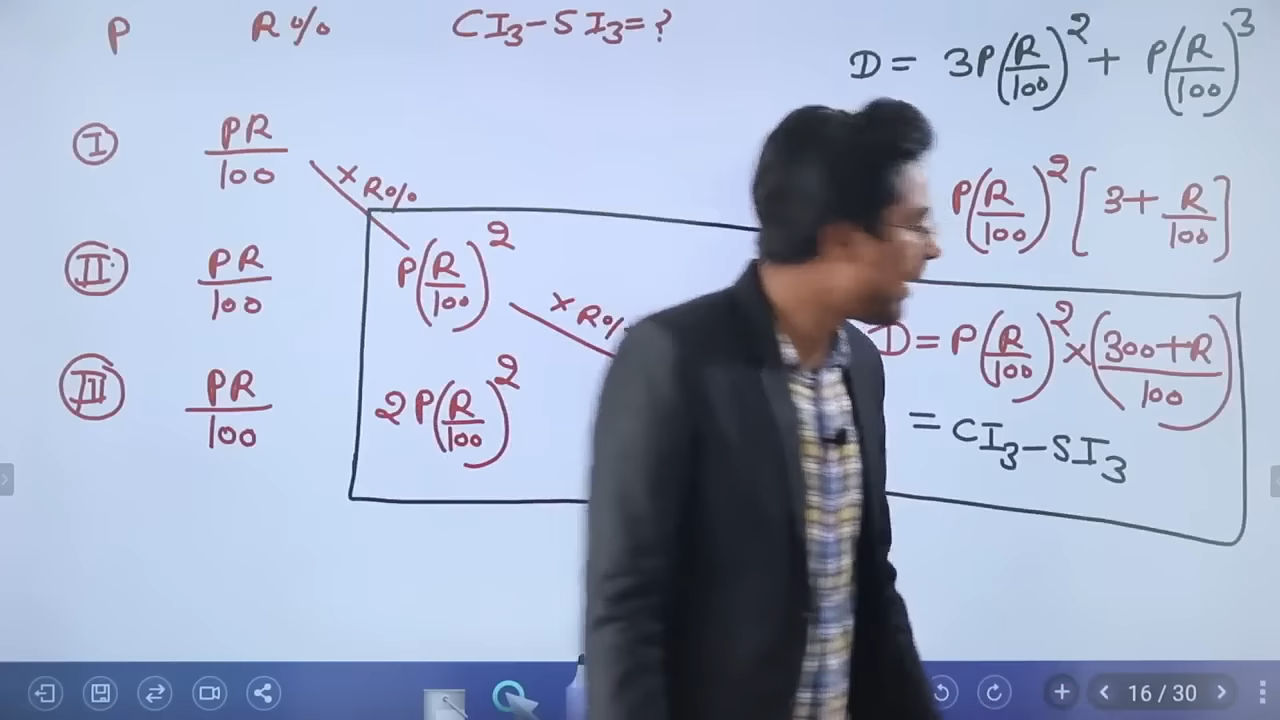 P R% CI₃-SI₃=?
D= 3P(R/100)² + P(R/100)³
I PR/100
×R%
P(R/100)² [3+ R/100]
II PR/100 P(R/100)²
×R%
D= P(R/100)² × (300+R/100)
III PR/100 2P(R/100)²
= CI₃-SI₃
16 / 30